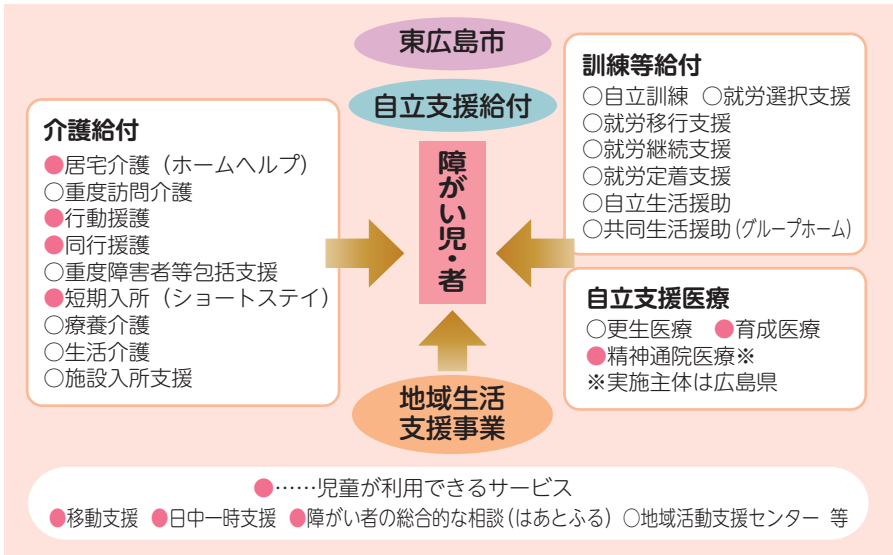 東広島市
自立支援給付
介護給付
●居宅介護（ホームヘルプ）
○重度訪問介護
●行動援護
●同行援護
○重度障害者等包括支援
●短期入所（ショートステイ）
○療養介護
○生活介護
○施設入所支援
障がい児・者
訓練等給付
○自立訓練 ○就労選択支援
○就労移行支援
○就労継続支援
○就労定着支援
○自立生活援助
○共同生活援助(グループホーム)
自立支援医療
○更生医療 ●育成医療
●精神通院医療※
※実施主体は広島県
地域生活
支援事業
●……児童が利用できるサービス
●移動支援 ●日中一時支援 ●障がい者の総合的な相談(はあとふる) ○地域活動支援センター 等